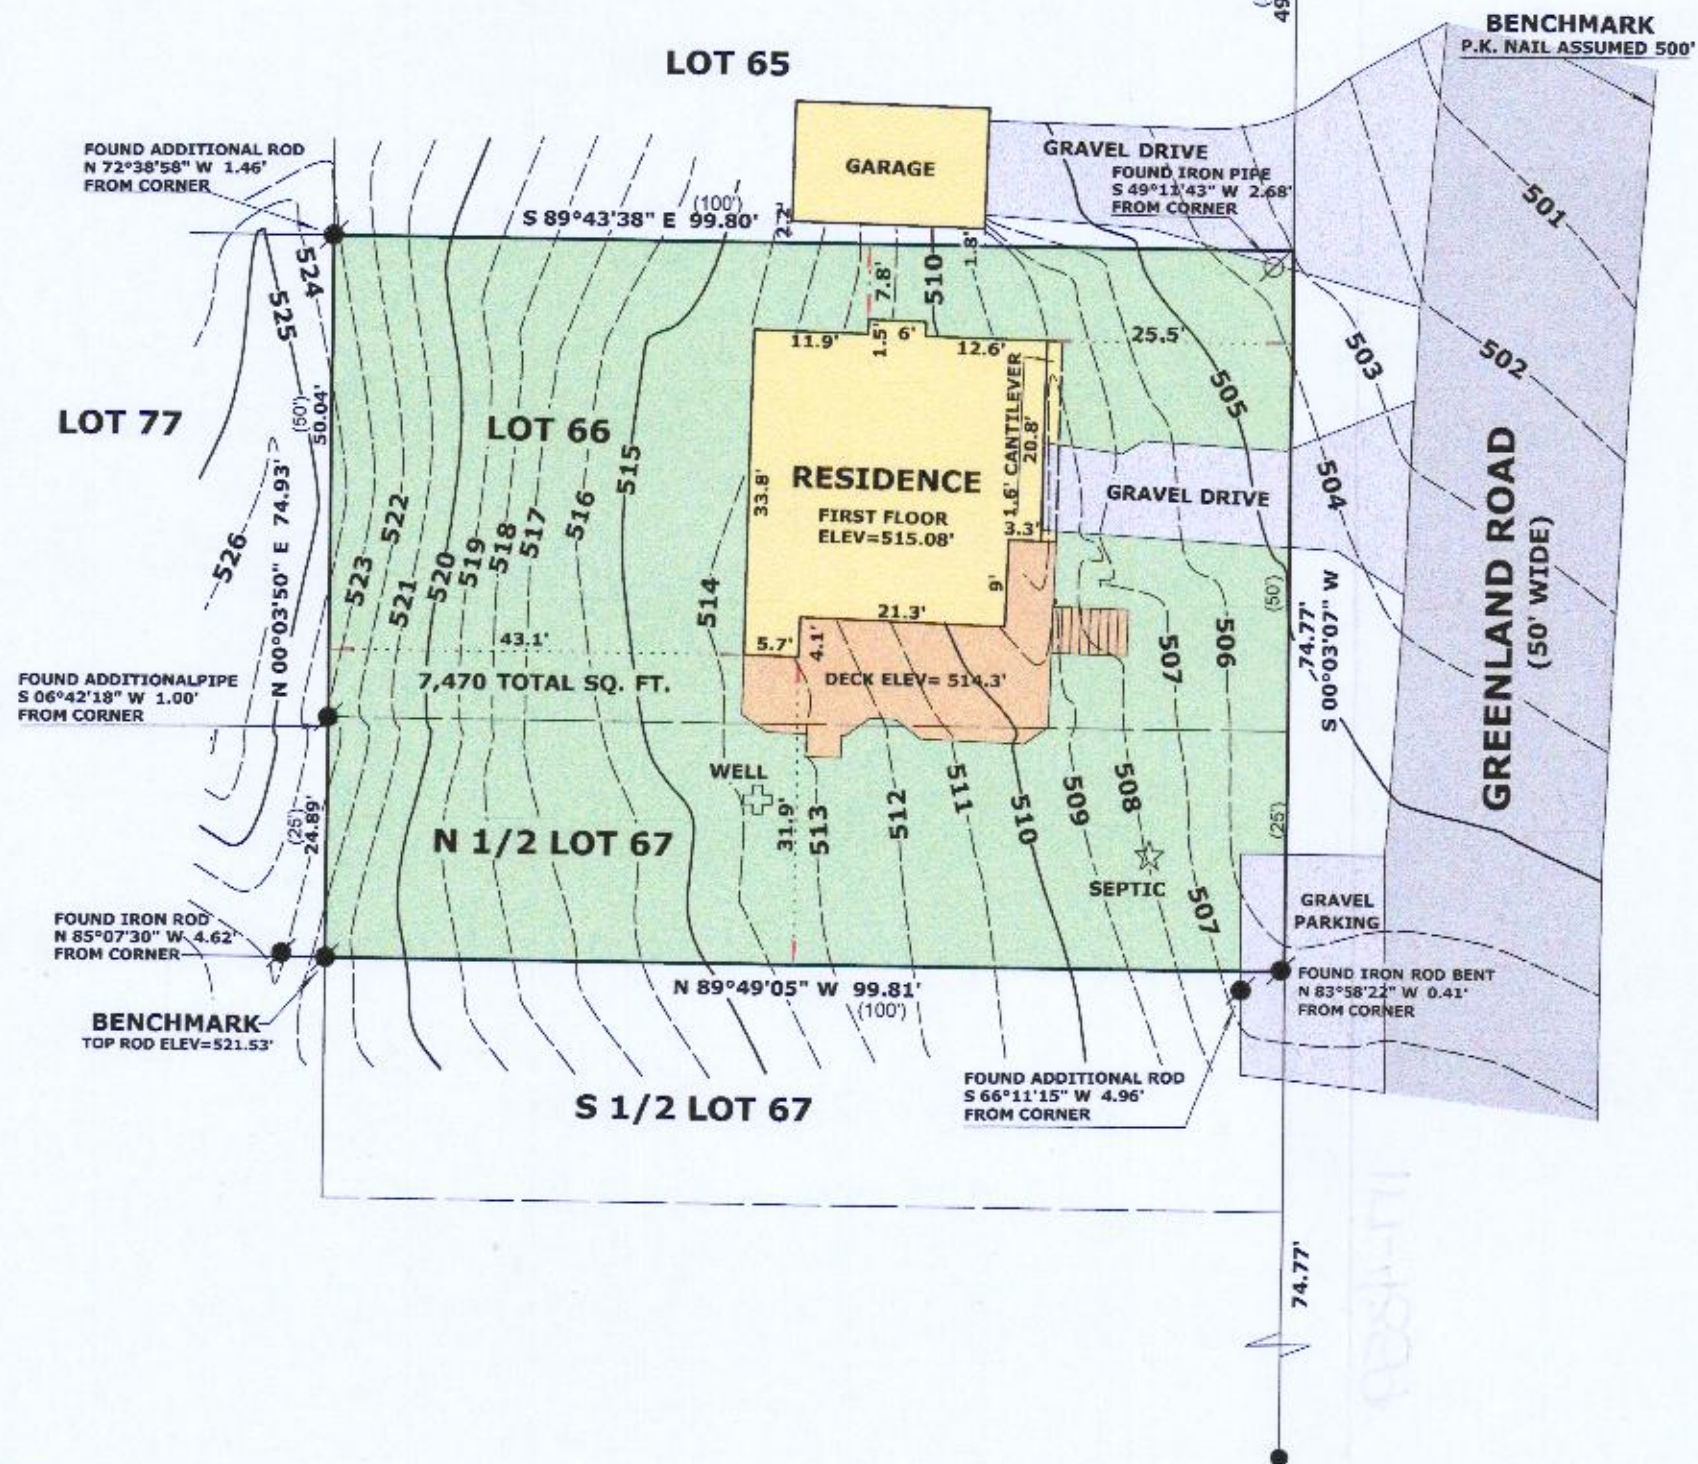 49
BENCHMARK
P.K. NAIL ASSUMED 500'
LOT 65
FOUND ADDITIONAL ROD
N 72°38'58" W 1.46'
FROM CORNER
GARAGE
GRAVEL DRIVE
FOUND IRON PIPE
S 49°11'43" W 2.68'
FROM CORNER
(100')
S 89°43'38" E 99.80'
2.2'
1.8'
501
524
525
7.8'
510
11.9'
1.5'
6'
12.6'
25.5'
503
502
505
(50')
50.04'
LOT 77
LOT 66
515
RESIDENCE
FIRST FLOOR
ELEV=515.08'
33.8'
1.6' CANTILEVER
20.8'
3.3'
GRAVEL DRIVE
504
GREENLAND ROAD
(50' WIDE)
N 00°03'50" E 74.93'
526
523
522
521
520
519
518
517
516
514
9'
21.3'
5.7'
4.1'
43.1'
7,470 TOTAL SQ. FT.
DECK ELEV= 514.3'
507
506
(50')
74.77'
S 00°03'07" W
FOUND ADDITIONALPIPE
S 06°42'18" W 1.00'
FROM CORNER
WELL
31.9'
513
512
511
510
509
508
(25')
24.89'
(25')
N 1/2 LOT 67
SEPTIC
507
GRAVEL
PARKING
FOUND IRON ROD
N 85°07'30" W 4.62'
FROM CORNER
FOUND IRON ROD BENT
N 83°58'22" W 0.41'
FROM CORNER
N 89°49'05" W 99.81'
(100')
BENCHMARK
TOP ROD ELEV=521.53'
FOUND ADDITIONAL ROD
S 66°11'15" W 4.96'
FROM CORNER
S 1/2 LOT 67
74.77'